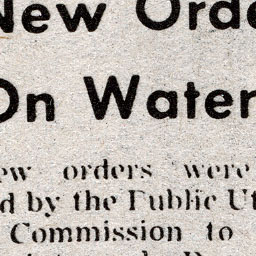 New Orde
On Water
ew orders were
d by the Public Ut
Commission to